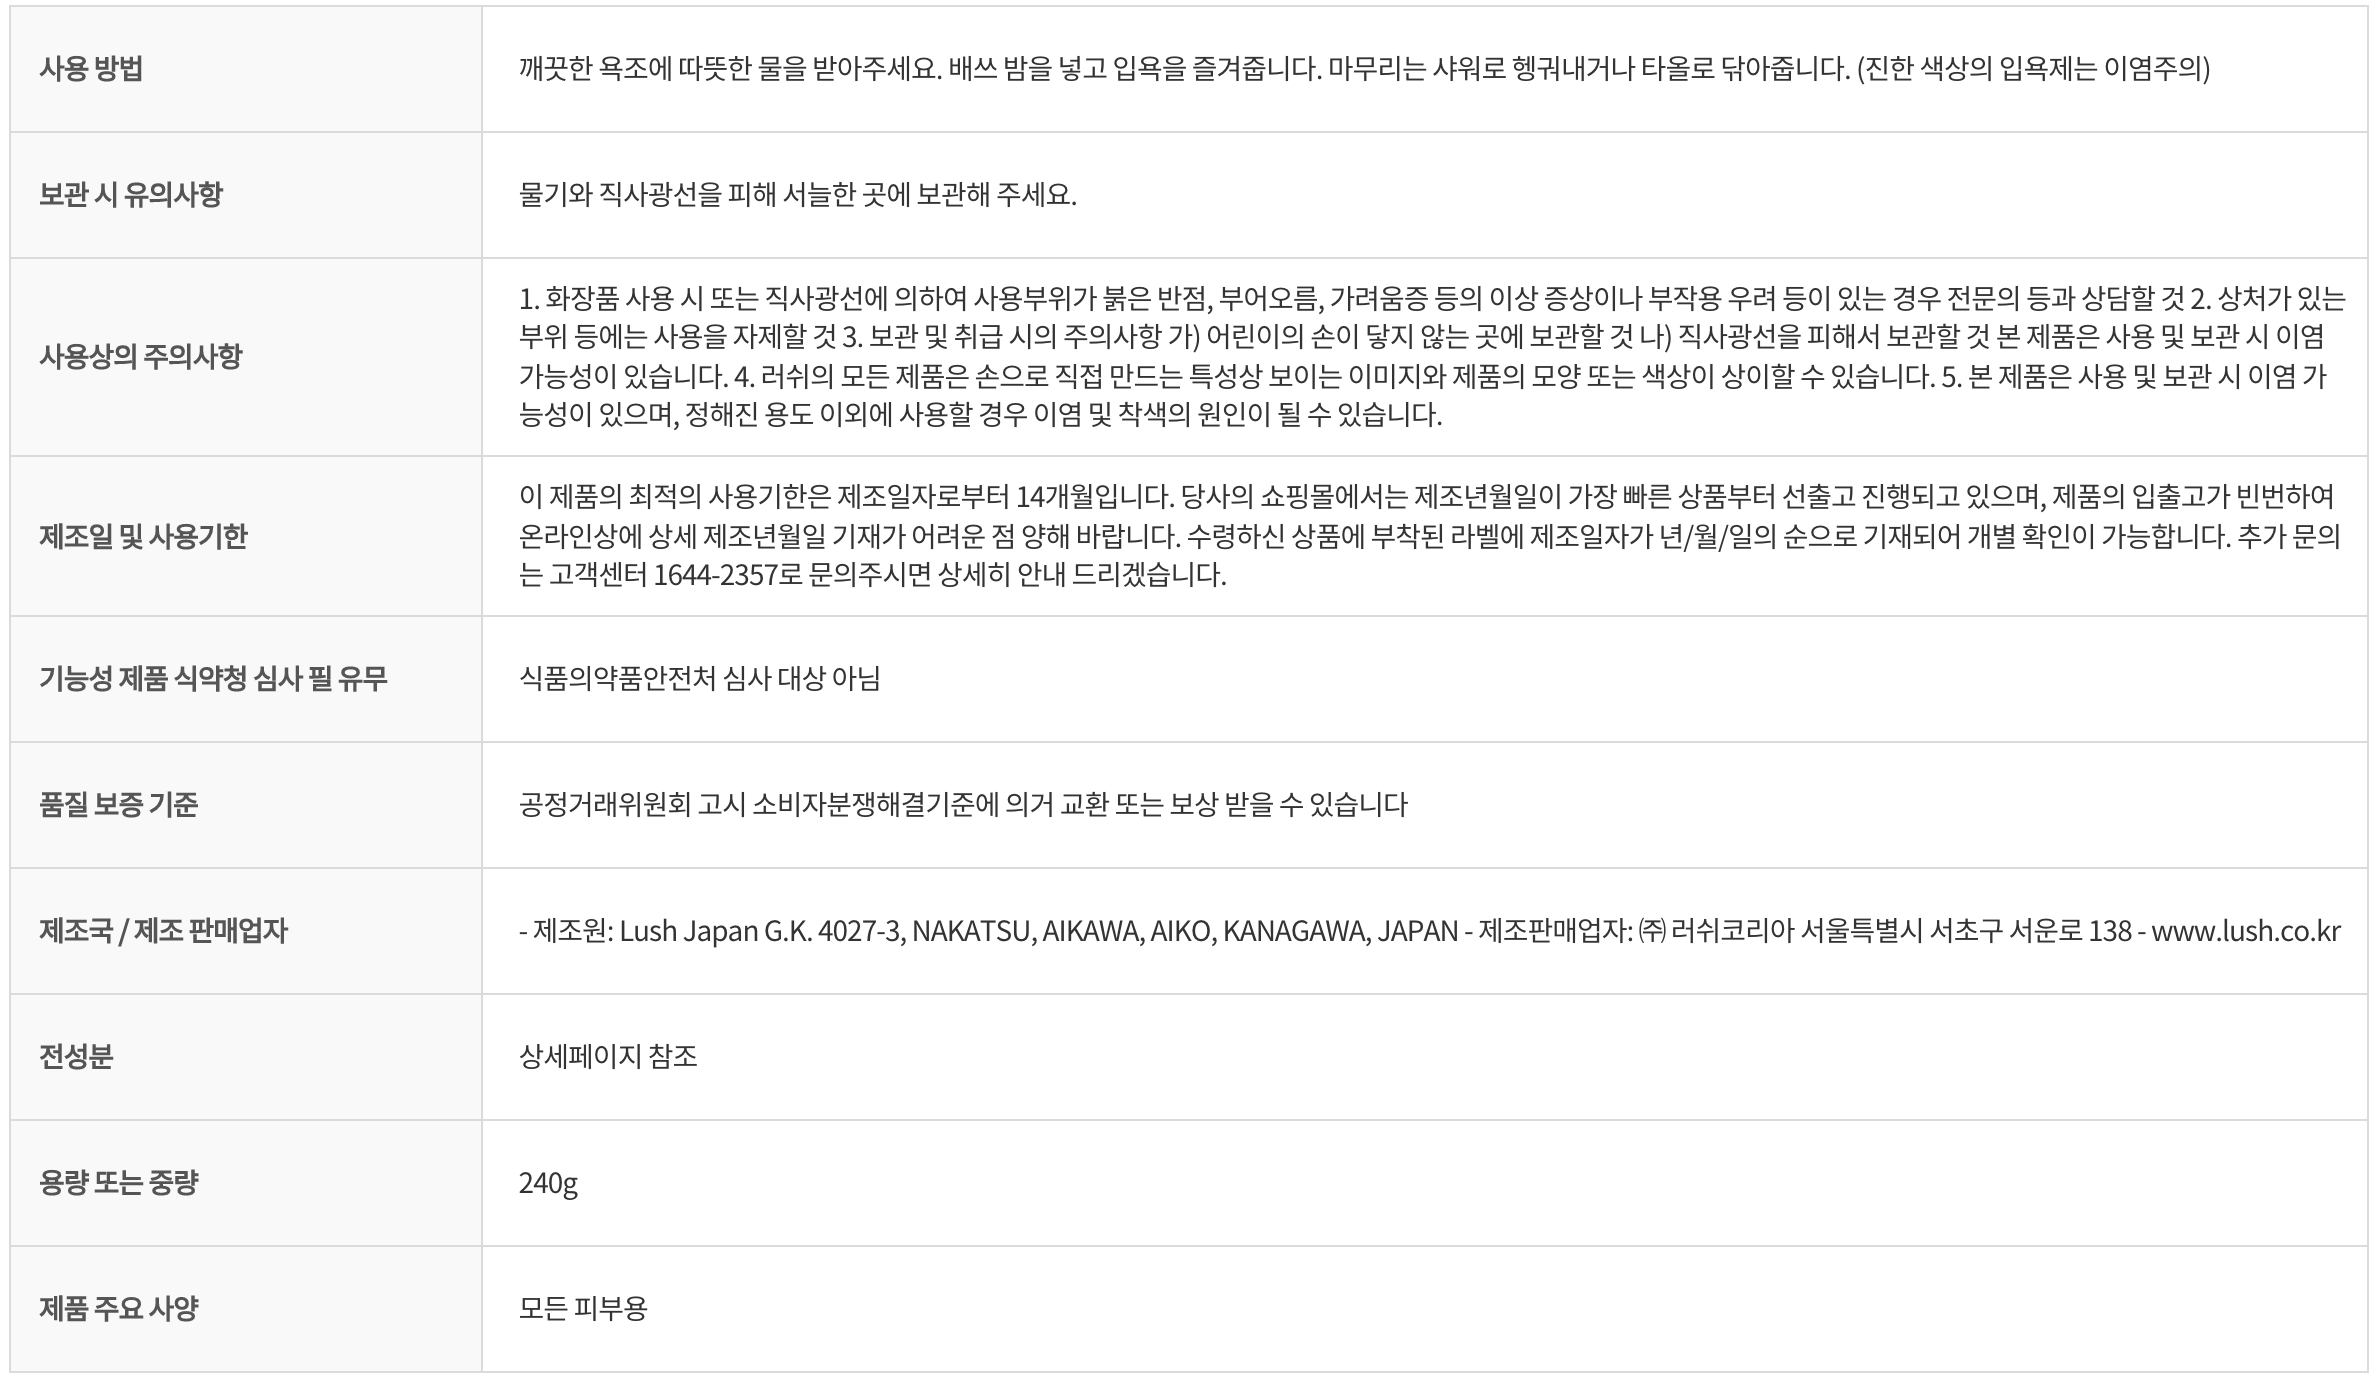 사용 방법
깨끗한 욕조에 따뜻한 물을 받아주세요. 배쓰 밤을 넣고 입욕을 즐겨줍니다. 마무리는 샤워로 헹궈내거나 타올로 닦아줍니다. (진한 색상의 입욕제는 이염주의)
보관 시 유의사항
물기와 직사광선을 피해 서늘한 곳에 보관해 주세요.
사용상의 주의사항
1. 화장품 사용 시 또는 직사광선에 의하여 사용부위가 붉은 반점, 부어오름, 가려움증 등의 이상 증상이나 부작용 우려 등이 있는 경우 전문의 등과 상담할 것 2. 상처가 있는
부위 등에는 사용을 자제할 것 3. 보관 및 취급 시의 주의사항 가) 어린이의 손이 닿지 않는 곳에 보관할 것 나) 직사광선을 피해서 보관할 것 본 제품은 사용 및 보관 시 이염
가능성이 있습니다. 4. 러쉬의 모든 제품은 손으로 직접 만드는 특성상 보이는 이미지와 제품의 모양 또는 색상이 상이할 수 있습니다. 5. 본 제품은 사용 및 보관 시 이염 가
능성이 있으며, 정해진 용도 이외에 사용할 경우 이염 및 착색의 원인이 될 수 있습니다.
제조일 및 사용기한
이 제품의 최적의 사용기한은 제조일자로부터 14개월입니다. 당사의 쇼핑몰에서는 제조년월일이 가장 빠른 상품부터 선출고 진행되고 있으며, 제품의 입출고가 빈번하여
온라인상에 상세 제조년월일 기재가 어려운 점 양해 바랍니다. 수령하신 상품에 부착된 라벨에 제조일자가 년/월/일의 순으로 기재되어 개별 확인이 가능합니다. 추가 문의
는 고객센터 1644-2357로 문의주시면 상세히 안내 드리겠습니다.
기능성 제품 식약청 심사 필 유무
식품의약품안전처 심사 대상 아님
품질 보증 기준
공정거래위원회 고시 소비자분쟁해결기준에 의거 교환 또는 보상 받을 수 있습니다
제조국 / 제조 판매업자
- 제조원: Lush Japan G.K. 4027-3, NAKATSU, AIKAWA, AIKO, KANAGAWA, JAPAN - 제조판매업자: ㈜ 러쉬코리아 서울특별시 서초구 서운로 138 - www.lush.co.kr
전성분
상세페이지 참조
용량 또는 중량
240g
제품 주요 사양
모든 피부용